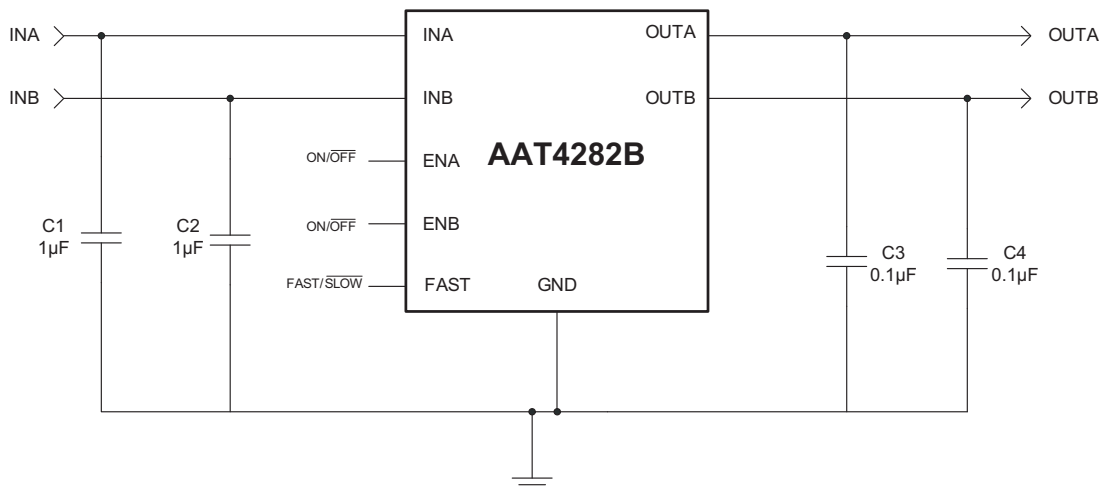 INA
INA
OUTA
OUTA
INB
INB
OUTB
OUTB
AAT4282B
ON/OFF
ENA
C1
1µF
C2
1µF
ON/OFF
ENB
C3
0.1µF
C4
0.1µF
FAST/SLOW
FAST
GND